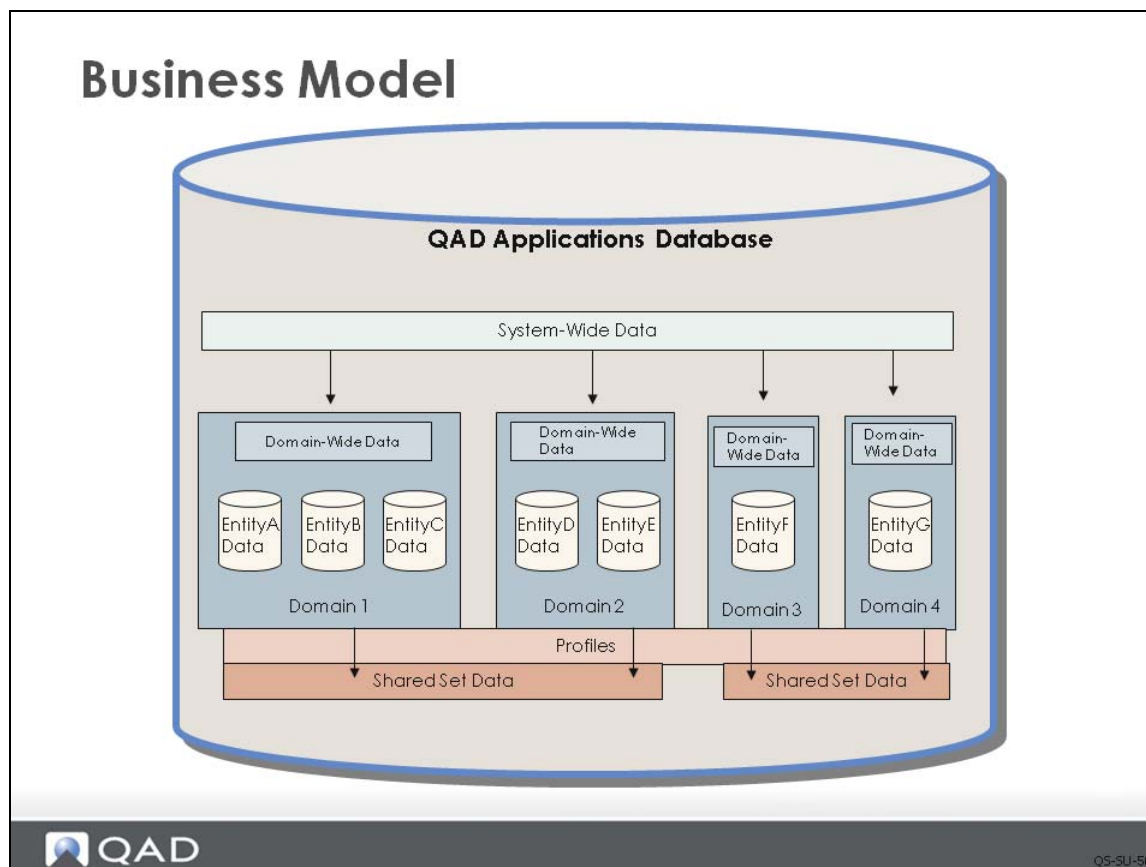 Business Model
QAD Applications Database
System-Wide Data
Domain-Wide Data
Domain-Wide
Data
Domain-
Wide Data
Domain-
Wide Data
EntityA
Data
EntityB
Data
EntityC
Data
EntityD
Data
EntityE
Data
EntityF
Data
EntityG
Data
Domain 1
Domain 2
Domain 3
Domain 4
Profiles
Shared Set Data
Shared Set Data
QAD